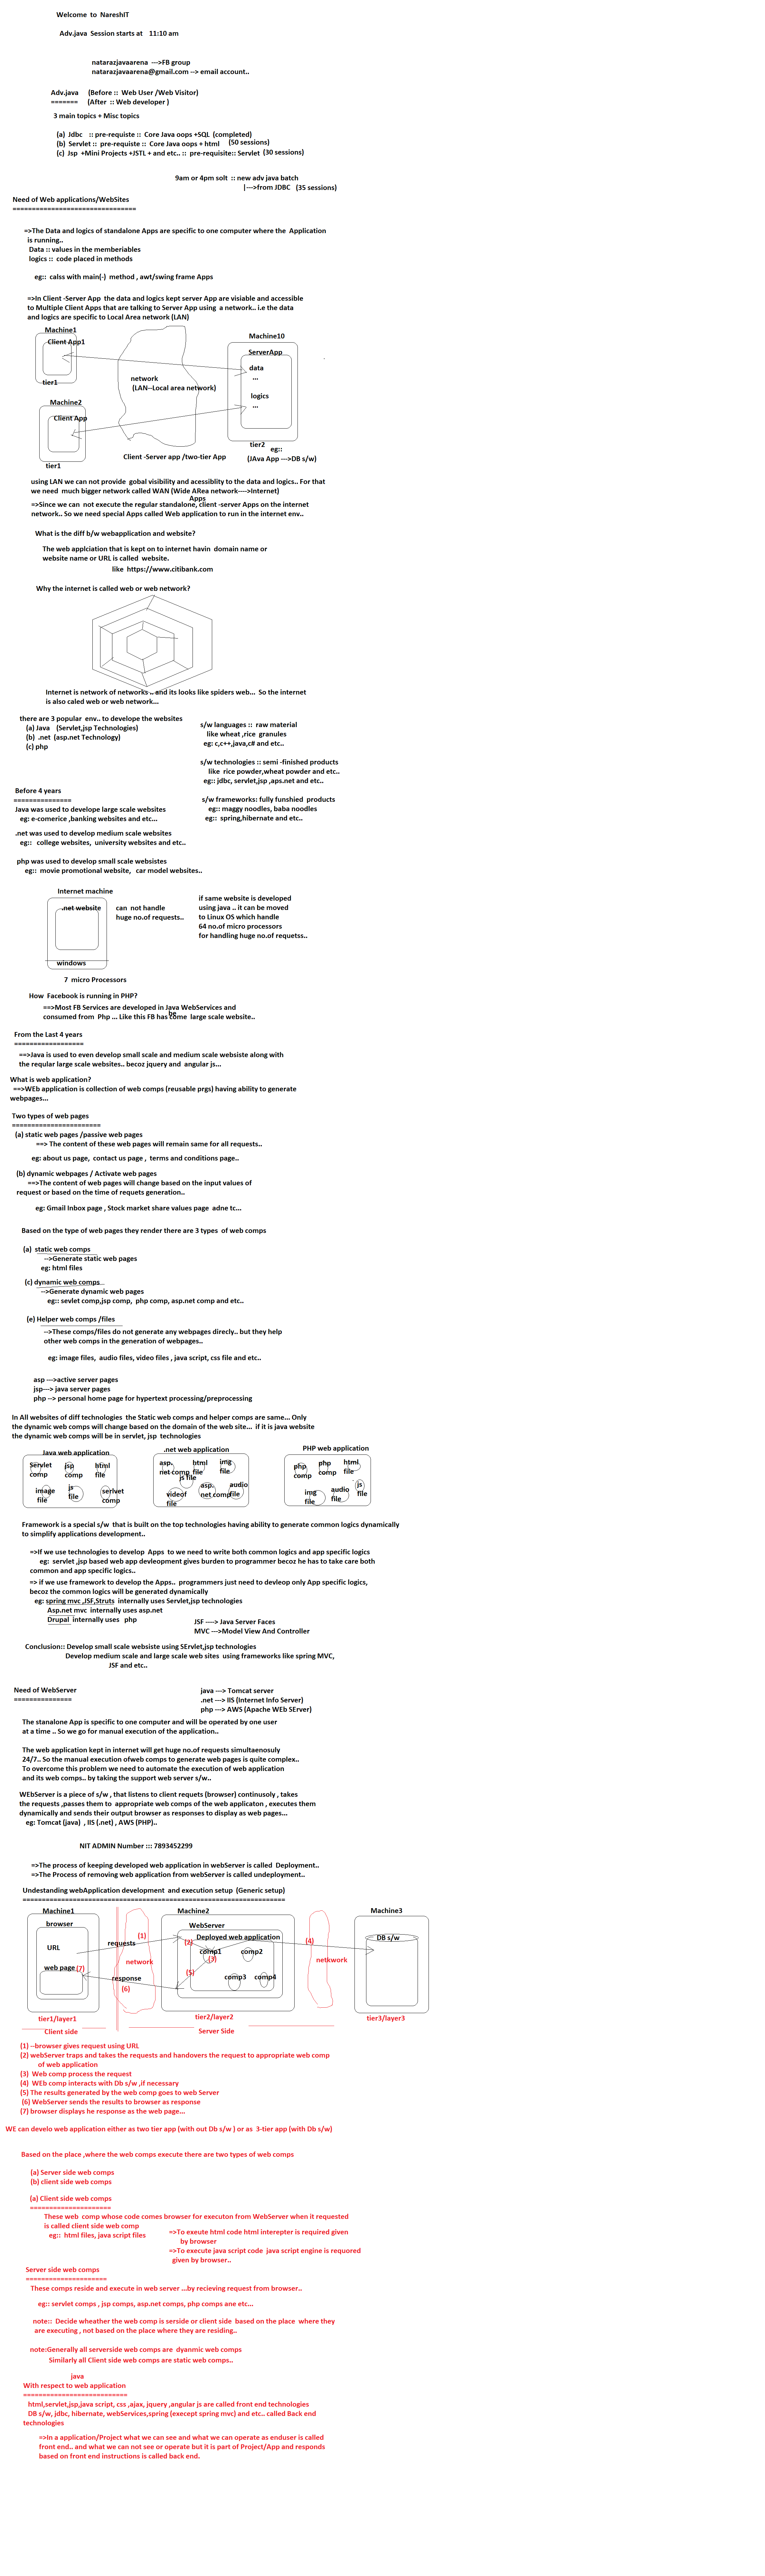 Welcome to NareshIT
Adv.java Session starts at 11:10 am
natarazjavaarena --->FB group
natarazjavaarena@gmail.com --> email account..
Adv.java (Before :: Web User /Web Visitor)
======= (After :: Web developer )
3 main topics + Misc topics
(a) Jdbc :: pre-requiste :: Core Java oops +SQL (completed)
(b) Servlet :: pre-requiste :: Core Java oops + html (50 sessions)
(c) Jsp +Mini Projects +JSTL + and etc.. :: pre-requisite:: Servlet (30 sessions)
9am or 4pm solt :: new adv java batch
|--->from JDBC (35 sessions)
Need of Web applications/WebSites
================================
=>The Data and logics of standalone Apps are specific to one computer where the Application
is running..
Data :: values in the memberiables
logics :: code placed in methods
eg:: calss with main(-) method , awt/swing frame Apps
=>In Client -Server App the data and logics kept server App are visiable and accessible
to Multiple Client Apps that are talking to Server App using a network.. i.e the data
and logics are specific to Local Area network (LAN)
Machine1
Client App1
tier1
Machine2
Client App
tier1
network
(LAN--Local area network)
Client -Server app /two-tier App
Machine10
ServerApp
data
...
logics
...
tier2
eg::
(JAva App --->DB s/w)
using LAN we can not provide gobal visibility and acessiblity to the data and logics.. For that
we need much bigger network called WAN (Wide ARea network---->Internet)
Apps
=>Since we can not execute the regular standalone, client -server Apps on the internet
network.. So we need special Apps called Web application to run in the internet env..
What is the diff b/w webapplication and website?
The web applciation that is kept on to internet havin domain name or
website name or URL is called website.
like https://www.citibank.com
Why the internet is called web or web network?
Internet is network of networks .. and its looks like spiders web... So the internet
is also caled web or web network...
there are 3 popular env.. to develope the websites
(a) Java (Servlet,jsp Technologies)
(b) .net (asp.net Technology)
(c) php
s/w languages :: raw material
like wheat ,rice granules
eg: c,c++,java,c# and etc..
s/w technologies :: semi -finished products
like rice powder,wheat powder and etc..
eg:: jdbc, servlet,jsp ,aps.net and etc..
s/w frameworks: fully funshied products
eg:: maggy noodles, baba noodles
eg:: spring,hibernate and etc..
Before 4 years
===============
Java was used to develope large scale websites
eg: e-comerice ,banking websites and etc...
.net was used to develop medium scale websites
eg:: college websites, university websites and etc..
php was used to develop small scale websistes
eg:: movie promotional website, car model websites..
Internet machine
.net website
windows
7 micro Processors
can not handle
huge no.of requests..
if same website is developed
using java .. it can be moved
to Linux OS which handle
64 no.of micro processors
for handling huge no.of requetss..
How Facebook is running in PHP?
==>Most FB Services are developed in Java WebServices and
consumed from Php ... Like this FB has come large scale website..
be
From the Last 4 years
==================
==>Java is used to even develop small scale and medium scale websiste along with
the reqular large scale websites.. becoz jquery and angular js...
What is web application?
==>WEb application is collection of web comps (reusable prgs) having ability to generate
webpages...
Two types of web pages
=======================
(a) static web pages /passive web pages
==> The content of these web pages will remain same for all requests..
eg: about us page, contact us page , terms and conditions page..
(b) dynamic webpages / Activate web pages
==>The content of web pages will change based on the input values of
request or based on the time of requets generation..
eg: Gmail Inbox page , Stock market share values page adne tc...
Based on the type of web pages they render there are 3 types of web comps
(a) static web comps
-->Generate static web pages
eg: html files
(c) dynamic web comps
-->Generate dynamic web pages
eg:: sevlet comp,jsp comp, php comp, asp.net comp and etc..
(e) Helper web comps /files
-->These comps/files do not generate any webpages direcly.. but they help
other web comps in the generation of webpages..
eg: image files, audio files, video files , java script, css file and etc..
asp --->active server pages
jsp---> java server pages
php --> personal home page for hypertext processing/preprocessing
In All websites of diff technologies the Static web comps and helper comps are same... Only
the dynamic web comps will change based on the domain of the web site... if it is java website
the dynamic web comps will be in servlet, jsp technologies
Java web application
Servlet comp
jsp comp
html file
image file
js file
serlvet comp
.net web application
asp. net comp
html file
img file
js file
videof file
asp. net comp
audio file
PHP web application
php comp
php comp
html file
img file
audio file
js file
Framework is a special s/w that is built on the top technologies having ability to generate common logics dynamically
to simplify applications development..
=>If we use technologies to develop Apps to we need to write both common logics and app specific logics
eg: servlet ,jsp based web app devleopment gives burden to programmer becoz he has to take care both
common and app specific logics..
=> if we use framework to develop the Apps.. programmers just need to devleop only App specific logics,
becoz the common logics will be generated dynamically
eg: spring mvc ,JSF,Struts internally uses Servlet,jsp technologies
Asp.net mvc internally uses asp.net
Drupal internally uses php
JSF ----> Java Server Faces
MVC --->Model View And Controller
Conclusion:: Develop small scale websiste using SErvlet,jsp technologies
Develop medium scale and large scale web sites using frameworks like spring MVC,
JSF and etc..
Need of WebServer
===============
java ---> Tomcat server
.net ---> IIS (Internet Info Server)
php ---> AWS (Apache WEb SErver)
The stanalone App is specific to one computer and will be operated by one user
at a time .. So we go for manual execution of the application..
The web application kept in internet will get huge no.of requests simultaenosuly
24/7.. So the manual execution ofweb comps to generate web pages is quite complex..
To overcome this problem we need to automate the execution of web application
and its web comps.. by taking the support web server s/w..
WEbServer is a piece of s/w , that listens to client requets (browser) continusoly , takes
the requests ,passes them to appropriate web comps of the web applicaton , executes them
dynamically and sends their output browser as responses to display as web pages...
eg: Tomcat (java) , IIS (.net) , AWS (PHP)..
NIT ADMIN Number ::: 7893452299
=>The process of keeping developed web application in webServer is called Deployment..
=>The Process of removing web application from webServer is called undeployment..
Undestanding webApplication development and execution setup (Generic setup)
====================================================================
Machine1
browser
URL
web page
(7)
tier1/layer1
Client side
requests
(1)
network
response
(6)
Machine2
WebServer
Deployed web application
(2)
comp1
comp2
(3)
(5)
comp3
comp4
tier2/layer2
Server Side
(4)
netkwork
Machine3
DB s/w
tier3/layer3
(1) --browser gives request using URL
(2) webServer traps and takes the requests and handovers the request to appropriate web comp
of web application
(3) Web comp process the request
(4) WEb comp interacts with Db s/w ,if necessary
(5) The results generated by the web comp goes to web Server
(6) WebServer sends the results to browser as response
(7) browser displays he response as the web page...
WE can develo web application either as two tier app (with out Db s/w ) or as 3-tier app (with Db s/w)
Based on the place ,where the web comps execute there are two types of web comps
(a) Server side web comps
(b) client side web comps
(a) Client side web comps
=====================
These web comp whose code comes browser for executon from WebServer when it requested
is called client side web comp
eg:: html files, java script files
=>To exeute html code html interepter is required given
by browser
=>To execute java script code java script engine is requored
given by browser..
Server side web comps
=====================
These comps reside and execute in web server ...by recieving request from browser..
eg:: servlet comps , jsp comps, asp.net comps, php comps ane etc...
note:: Decide wheather the web comp is serside or client side based on the place where they
are executing , not based on the place where they are residing..
note:Generally all serverside web comps are dyanmic web comps
Similarly all Client side web comps are static web comps..
java
With respect to web application
===========================
html,servlet,jsp,java script, css ,ajax, jquery ,angular js are called front end technologies
DB s/w, jdbc, hibernate, webServices,spring (execept spring mvc) and etc.. called Back end
technologies
=>In a application/Project what we can see and what we can operate as enduser is called
front end.. and what we can not see or operate but it is part of Project/App and responds
based on front end instructions is called back end.